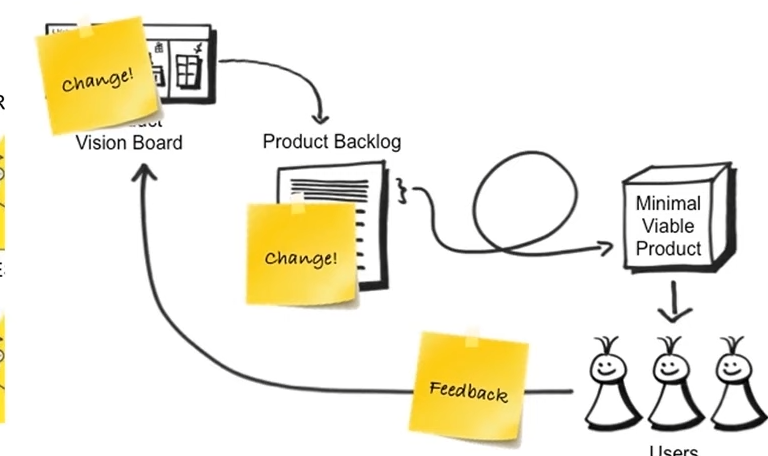 Change!
Vision Board
Product Backlog
Change!
Minimal
Viable
Product
Feedback
Users